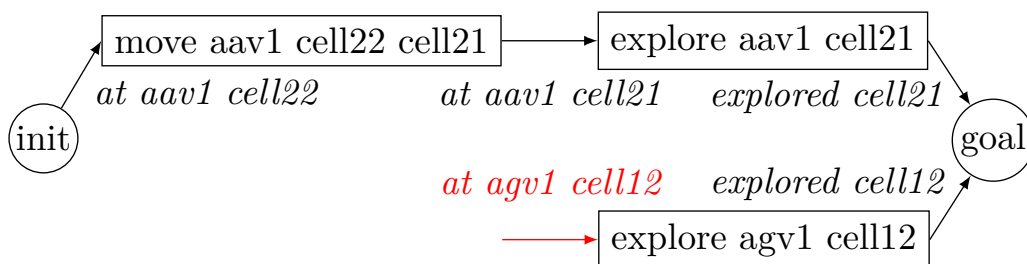 move aav1 cell22 cell21
explore aav1 cell21
at aav1 cell22
at aav1 cell21
explored cell21
init
goal
at agv1 cell12
explored cell12
explore agv1 cell12